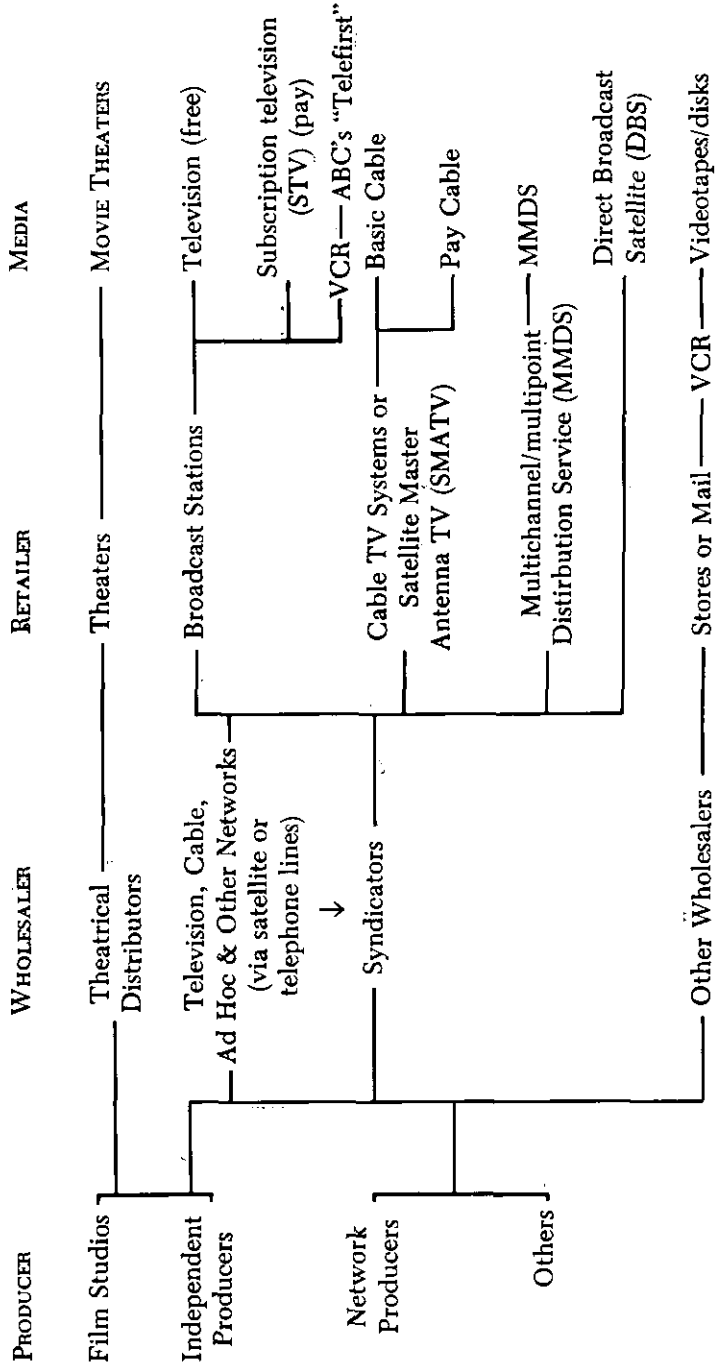 PRODUCER
WHOLESALER
RETAILER
MEDIA
Film Studios
Independent
Producers
Network
Producers
Others
Theatrical
Distributors
Television, Cable,
Ad Hoc & Other Networks
(via satellite or
telephone lines)
↓
Syndicators
Other Wholesalers
Theaters
Broadcast Stations
Cable TV Systems or
Satellite Master
Antenna TV (SMATV)
Multichannel/multipoint
Distirbution Service (MMDS)
Stores or Mail
VCR
MOVIE THEATERS
Television (free)
Subscription television
(STV) (pay)
VCR — ABC's “Telefirst”
Basic Cable
Pay Cable
MMDS
Direct Broadcast
Satellite (DBS)
Videotapes/disks